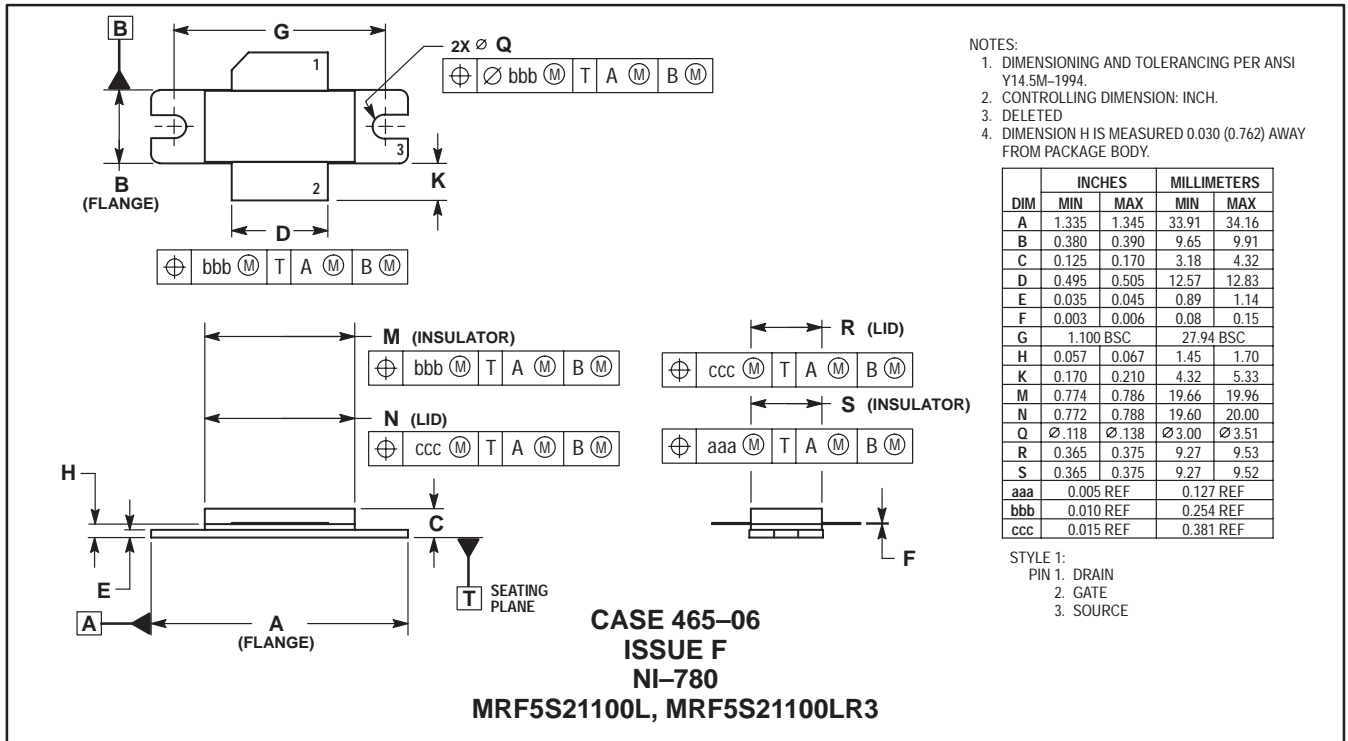 B
G
2X ⌀ Q
⌖ ⌀ bbb Ⓜ T A Ⓜ B Ⓜ
1
3
2
B
(FLANGE)
K
D
⌖ bbb Ⓜ T A Ⓜ B Ⓜ
M (INSULATOR)
⌖ bbb Ⓜ T A Ⓜ B Ⓜ
N (LID)
⌖ ccc Ⓜ T A Ⓜ B Ⓜ
R (LID)
⌖ ccc Ⓜ T A Ⓜ B Ⓜ
S (INSULATOR)
⌖ aaa Ⓜ T A Ⓜ B Ⓜ
H
C
E
F
T SEATING
PLANE
A
A
(FLANGE)
NOTES:
1. DIMENSIONING AND TOLERANCING PER ANSI
Y14.5M–1994.
2. CONTROLLING DIMENSION: INCH.
3. DELETED
4. DIMENSION H IS MEASURED 0.030 (0.762) AWAY
FROM PACKAGE BODY.
INCHES MILLIMETERS
DIM MIN MAX MIN MAX
A 1.335 1.345 33.91 34.16
B 0.380 0.390 9.65 9.91
C 0.125 0.170 3.18 4.32
D 0.495 0.505 12.57 12.83
E 0.035 0.045 0.89 1.14
F 0.003 0.006 0.08 0.15
G 1.100 BSC 27.94 BSC
H 0.057 0.067 1.45 1.70
K 0.170 0.210 4.32 5.33
M 0.774 0.786 19.66 19.96
N 0.772 0.788 19.60 20.00
Q ⌀.118 ⌀.138 ⌀3.00 ⌀3.51
R 0.365 0.375 9.27 9.53
S 0.365 0.375 9.27 9.52
aaa 0.005 REF 0.127 REF
bbb 0.010 REF 0.254 REF
ccc 0.015 REF 0.381 REF
STYLE 1:
PIN 1. DRAIN
2. GATE
3. SOURCE
CASE 465–06
ISSUE F
NI–780
MRF5S21100L, MRF5S21100LR3